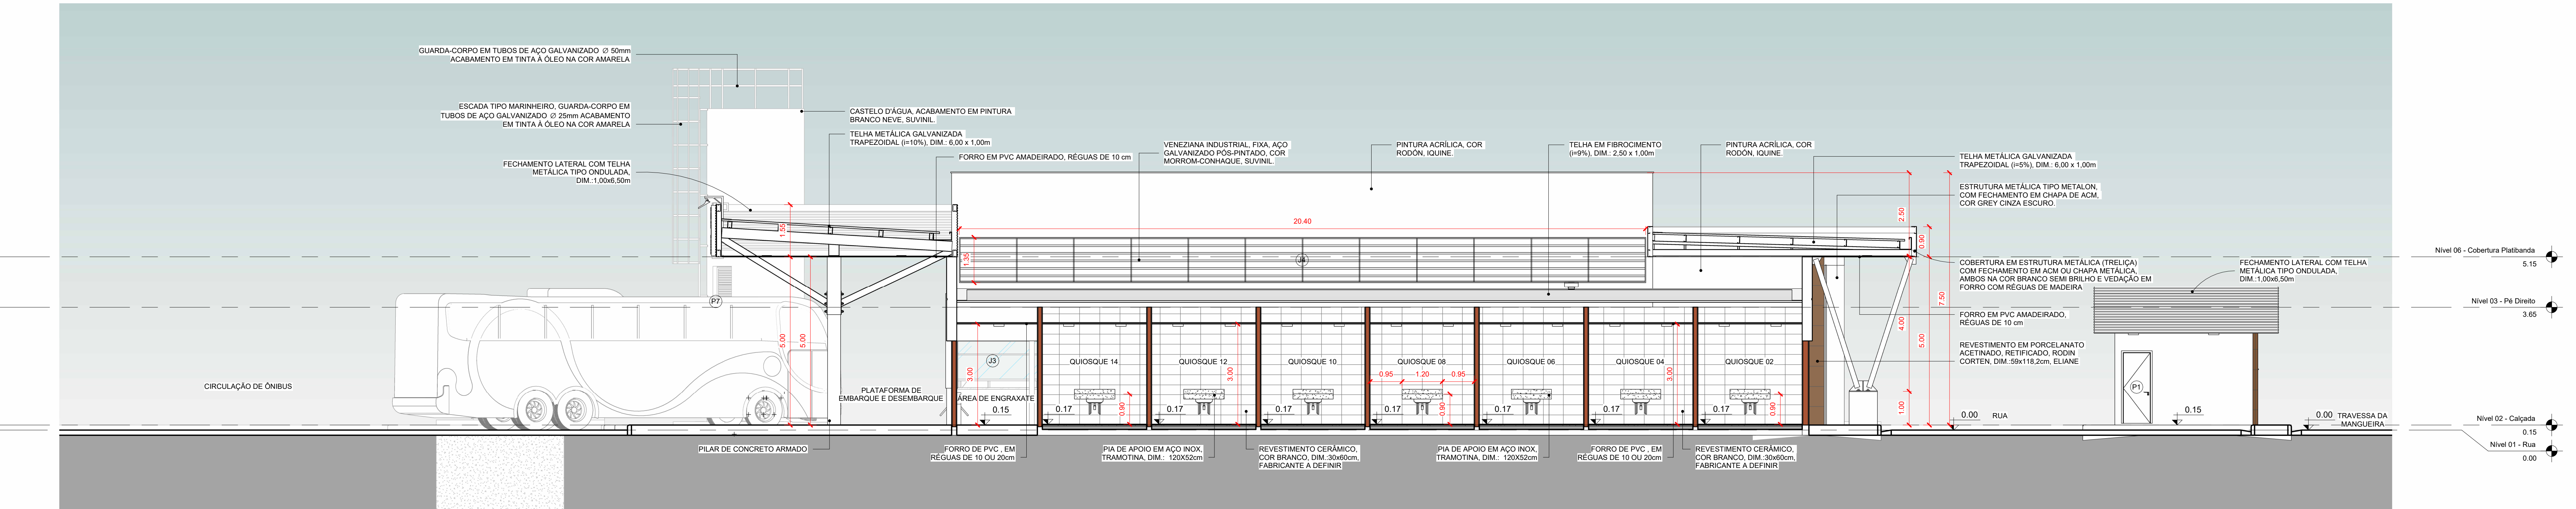 GUARDA-CORPO EM TUBOS DE AÇO GALVANIZADO Ø 50mm
ACABAMENTO EM TINTA À ÓLEO NA COR AMARELA
ESCADA TIPO MARINHEIRO, GUARDA-CORPO EM
TUBOS DE AÇO GALVANIZADO Ø 25mm ACABAMENTO
EM TINTA À ÓLEO NA COR AMARELA
FECHAMENTO LATERAL COM TELHA
METÁLICA TIPO ONDULADA,
DIM.:1,00x6,50m
CASTELO D'ÁGUA, ACABAMENTO EM PINTURA
BRANCO NEVE, SUVINIL.
TELHA METÁLICA GALVANIZADA
TRAPEZOIDAL (i=10%), DIM.: 6,00 x 1,00m
FORRO EM PVC AMADEIRADO, RÉGUAS DE 10 cm
VENEZIANA INDUSTRIAL, FIXA, AÇO
GALVANIZADO PÓS-PINTADO, COR
MORROM-CONHAQUE, SUVINIL.
PINTURA ACRÍLICA, COR
RODÓN, IQUINE.
TELHA EM FIBROCIMENTO
(i=9%), DIM.: 2,50 x 1,00m
PINTURA ACRÍLICA, COR
RODÓN, IQUINE.
TELHA METÁLICA GALVANIZADA
TRAPEZOIDAL (i=5%), DIM.: 6,00 x 1,00m
ESTRUTURA METÁLICA TIPO METALON,
COM FECHAMENTO EM CHAPA DE ACM,
COR GREY CINZA ESCURO.
COBERTURA EM ESTRUTURA METÁLICA (TRELIÇA)
COM FECHAMENTO EM ACM OU CHAPA METÁLICA,
AMBOS NA COR BRANCO SEMI BRILHO E VEDAÇÃO EM
FORRO COM RÉGUAS DE MADEIRA
FORRO EM PVC AMADEIRADO,
RÉGUAS DE 10 cm
REVESTIMENTO EM PORCELANATO
ACETINADO, RETIFICADO, RODIN
CORTEN, DIM.:59x118,2cm, ELIANE
FECHAMENTO LATERAL COM TELHA
METÁLICA TIPO ONDULADA,
DIM.:1,00x6,50m
Nível 06 - Cobertura Platibanda
5.15
Nível 03 - Pé Direito
3.65
Nível 02 - Calçada
0.15
Nível 01 - Rua
0.00
20.40
1.55
1.35
2.50
0.90
7.50
4.00
5.00
1.00
5.00
5.00
3.00
3.00
3.00
J4
J3
P7
P1
QUIOSQUE 14
QUIOSQUE 12
QUIOSQUE 10
QUIOSQUE 08
QUIOSQUE 06
QUIOSQUE 04
QUIOSQUE 02
0.95
1.20
0.95
0.90
0.90
0.90
CIRCULAÇÃO DE ÔNIBUS
PLATAFORMA DE
EMBARQUE E DESEMBARQUE
ÁREA DE ENGRAXATE
0.15
0.17
0.17
0.17
0.17
0.17
0.17
0.17
0.00
RUA
0.15
0.00
TRAVESSA DA
MANGUEIRA
PILAR DE CONCRETO ARMADO
FORRO DE PVC , EM
RÉGUAS DE 10 OU 20cm
PIA DE APOIO EM AÇO INOX,
TRAMOTINA, DIM.: 120X52cm
REVESTIMENTO CERÂMICO,
COR BRANCO, DIM.:30x60cm,
FABRICANTE A DEFINIR
PIA DE APOIO EM AÇO INOX,
TRAMOTINA, DIM.: 120X52cm
FORRO DE PVC , EM
RÉGUAS DE 10 OU 20cm
REVESTIMENTO CERÂMICO,
COR BRANCO, DIM.:30x60cm,
FABRICANTE A DEFINIR